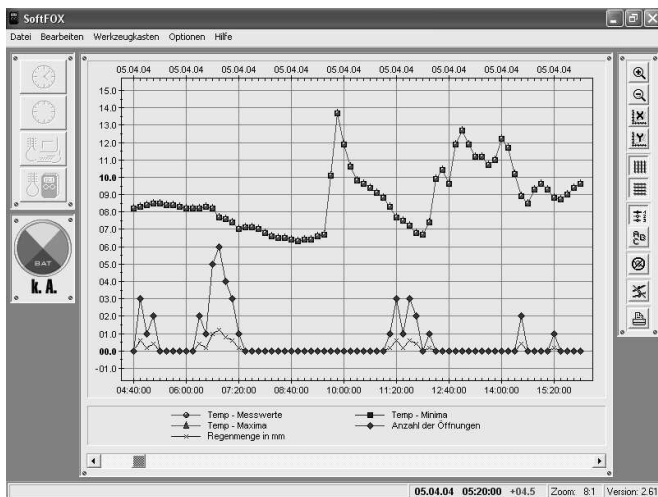 SoftFOX
Datei Bearbeiten Werkzeugkasten Optionen Hilfe
05.04.04 05.04.04 05.04.04 05.04.04 05.04.04 05.04.04 05.04.04 05.04.04 05.04.04
15.0
14.0
13.0
12.0
11.0
10.0
09.0
08.0
07.0
06.0
05.0
04.0
03.0
02.0
01.0
00.0
-01.0
04:40:00 06:00:00 07:20:00 08:40:00 10:00:00 11:20:00 12:40:00 14:00:00 15:20:00
Temp - Messwerte Temp - Minima
Temp - Maxima Anzahl der Öffnungen
Regenmenge in mm
BAT
k. A.
X
Y
05.04.04 05:20:00 +04.5 Zoom: 8:1 Version: 2.61